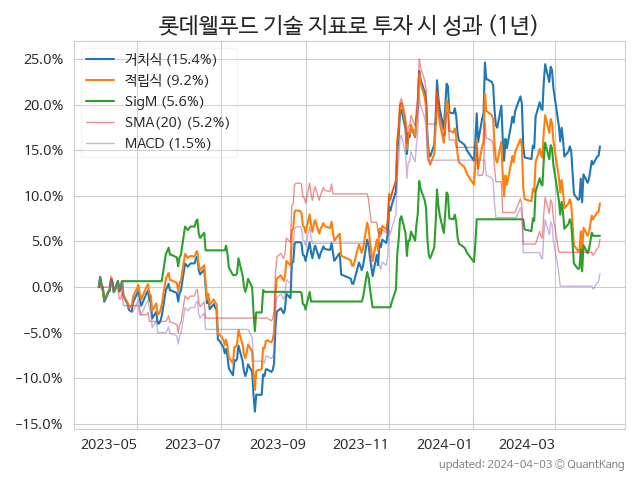 롯데웰푸드 기술 지표로 투자 시 성과 (1년)
25.0%
20.0%
15.0%
10.0%
5.0%
0.0%
−5.0%
−10.0%
−15.0%
거치식 (15.4%)
적립식 (9.2%)
SigM (5.6%)
SMA(20) (5.2%)
MACD (1.5%)
2023-05 2023-07 2023-09 2023-11 2024-01 2024-03
updated: 2024-04-03 © QuantKang